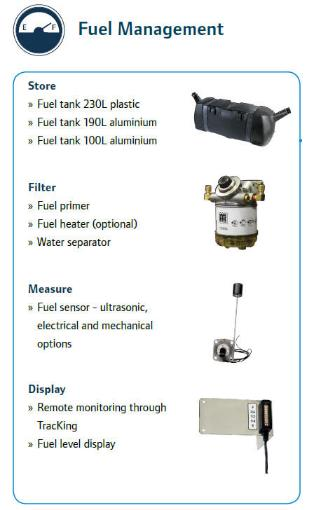 E F
Fuel Management
Store
» Fuel tank 230L plastic
» Fuel tank 190L aluminium
» Fuel tank 100L aluminium
Filter
» Fuel primer
» Fuel heater (optional)
» Water separator
Measure
» Fuel sensor - ultrasonic,
electrical and mechanical
options
Display
» Remote monitoring through
TracKing
» Fuel level display